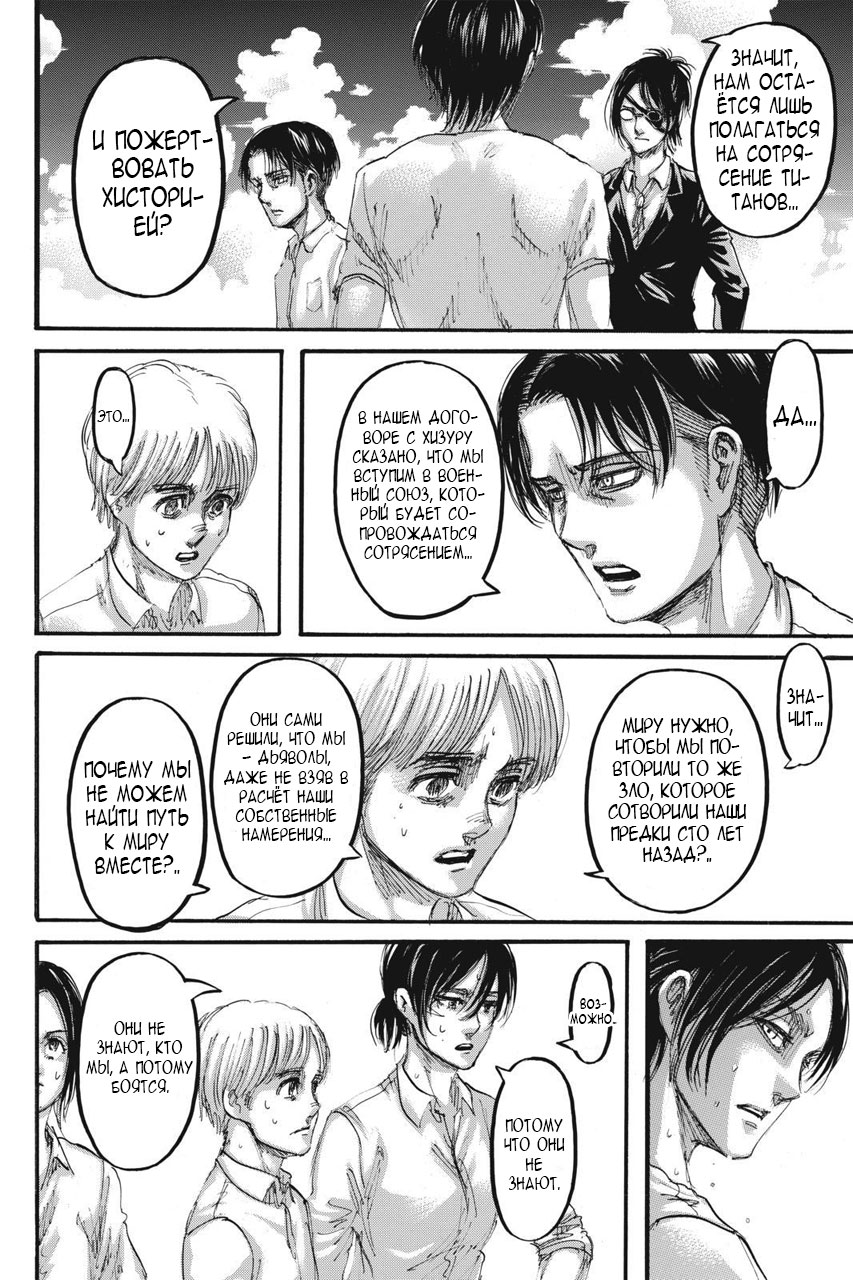 ЗНАЧИТ,
НАМ ОСТА-
ЁТСЯ ЛИШЬ
ПОЛАГАТЬСЯ
НА СОТРЯ-
СЕНИЕ ТИ-
ТАНОВ...
И ПОЖЕРТ-
ВОВАТЬ
ХИСТОРИ-
ЕЙ?
ДА...
В НАШЕМ ДОГО-
ВОРЕ С ХИЗУРУ
СКАЗАНО, ЧТО МЫ
ВСТУПИМ В ВОЕН-
НЫЙ СОЮЗ, КОТО-
РЫЙ БУДЕТ СО-
ПРОВОЖДАТЬСЯ
СОТРЯСЕНИЕМ...
ЭТО...
ЗНА-
ЧИТ...
МИРУ НУЖНО,
ЧТОБЫ МЫ ПО-
ВТОРИЛИ ТО ЖЕ
ЗЛО, КОТОРОЕ
СОТВОРИЛИ НАШИ
ПРЕДКИ СТО ЛЕТ
НАЗАД?..
ОНИ САМИ
РЕШИЛИ, ЧТО МЫ
- ДЬЯВОЛЫ,
ДАЖЕ НЕ ВЗЯВ В
РАСЧЁТ НАШИ
СОБСТВЕННЫЕ
НАМЕРЕНИЯ...
ПОЧЕМУ МЫ
НЕ МОЖЕМ
НАЙТИ ПУТЬ
К МИРУ
ВМЕСТЕ?..
ВОЗ-
МОЖНО...
ПОТОМУ
ЧТО ОНИ
НЕ
ЗНАЮТ.
ОНИ НЕ
ЗНАЮТ, КТО
МЫ, А ПОТОМУ
БОЯТСЯ.